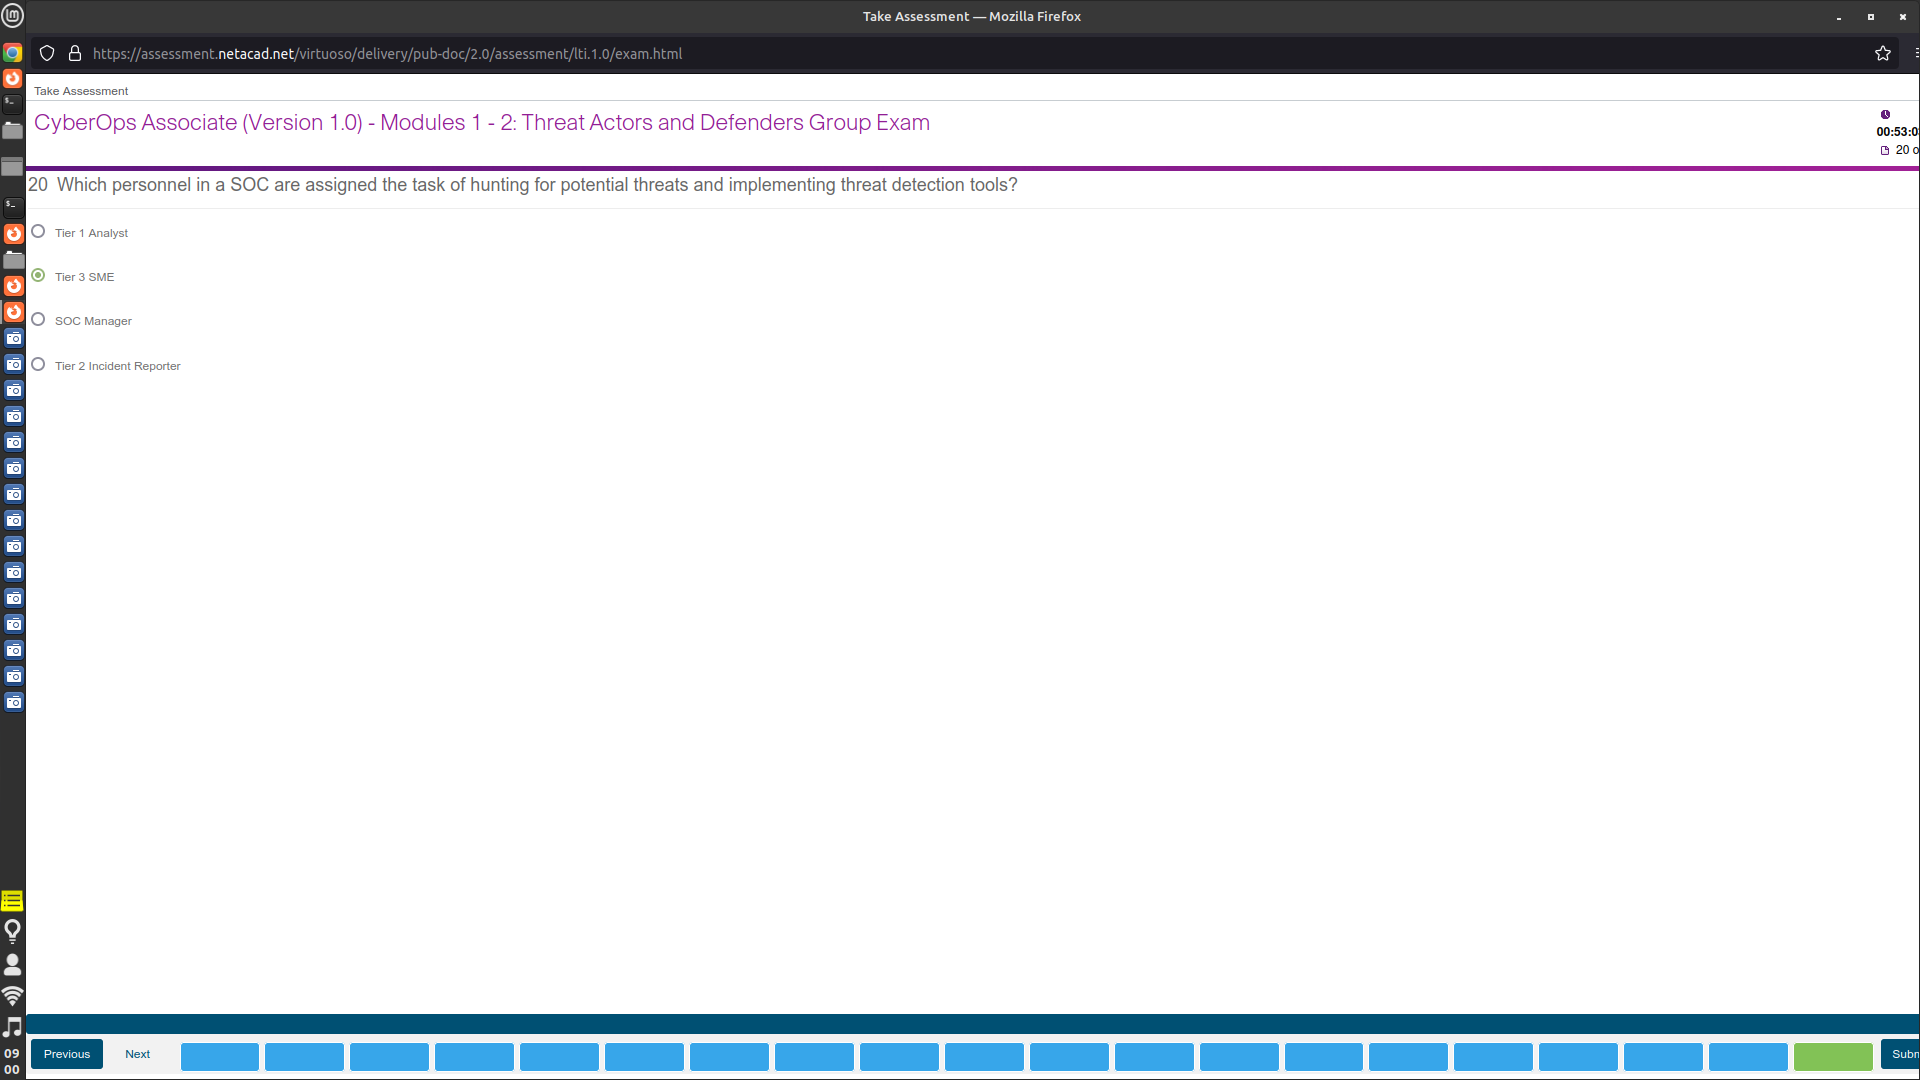 Take Assessment — Mozilla Firefox
https://assessment.netacad.net/virtuoso/delivery/pub-doc/2.0/assessment/lti.1.0/exam.html
Take Assessment
CyberOps Associate (Version 1.0) - Modules 1 - 2: Threat Actors and Defenders Group Exam
00:53:0
20 o
20 Which personnel in a SOC are assigned the task of hunting for potential threats and implementing threat detection tools?
Tier 1 Analyst
Tier 3 SME
SOC Manager
Tier 2 Incident Reporter
Previous
Next
Subm
09
00